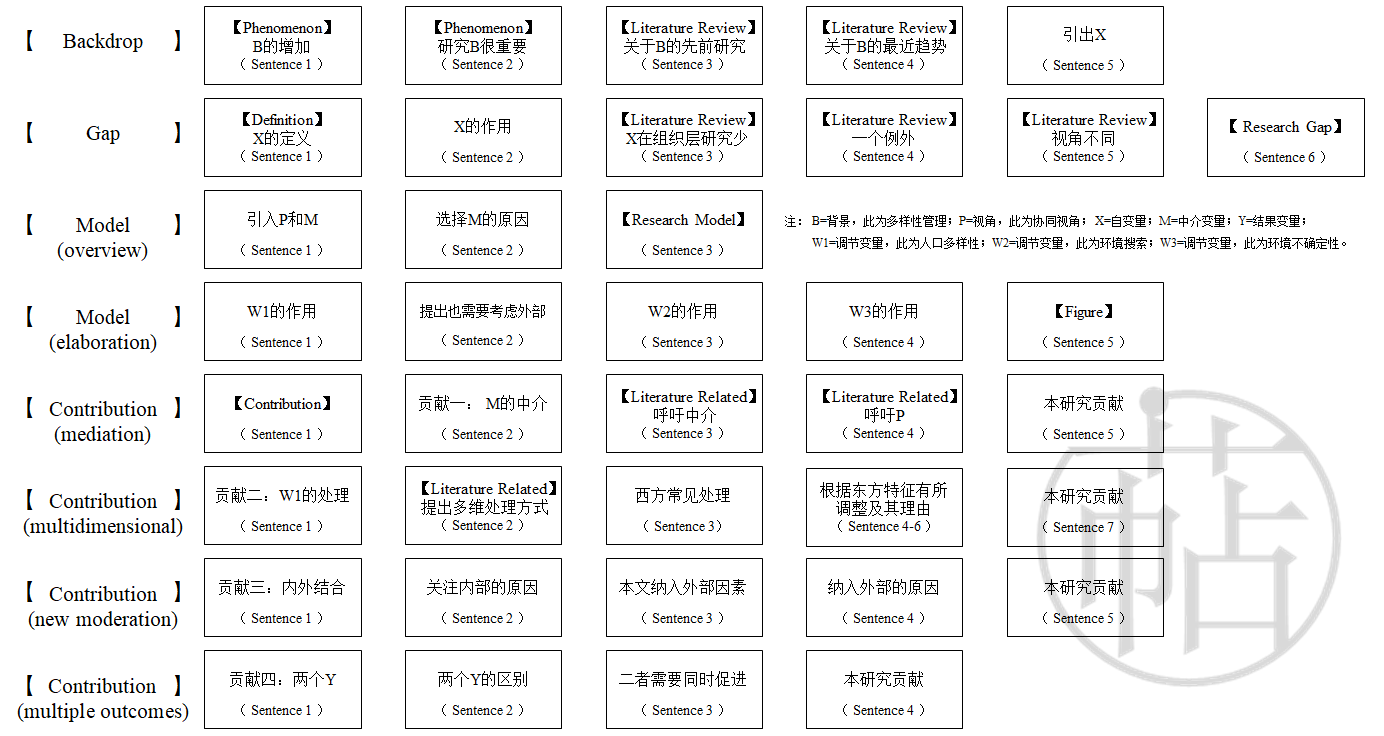 【 Backdrop 】
【Phenomenon】
B的增加
（ Sentence 1 ）
【Phenomenon】
研究B很重要
（ Sentence 2 ）
【Literature Review】
关于B的先前研究
（ Sentence 3 ）
【Literature Review】
关于B的最近趋势
（ Sentence 4 ）
引出X
（ Sentence 5 ）
【 Gap 】
【Definition】
X的定义
（ Sentence 1 ）
X的作用
（ Sentence 2 ）
【Literature Review】
X在组织层研究少
（ Sentence 3 ）
【Literature Review】
一个例外
（ Sentence 4 ）
【Literature Review】
视角不同
（ Sentence 5 ）
【 Research Gap】
（ Sentence 6 ）
【 Model 】
(overview)
引入P和M
（ Sentence 1 ）
选择M的原因
（ Sentence 2 ）
【Research Model】
（ Sentence 3 ）
注： B=背景，此为多样性管理；P=视角，此为协同视角； X=自变量；M=中介变量；Y=结果变量；
W1=调节变量，此为人口多样性；W2=调节变量，此为环境搜索；W3=调节变量，此为环境不确定性。
【 Model 】
(elaboration)
W1的作用
（ Sentence 1 ）
提出也需要考虑外部
（ Sentence 2 ）
W2的作用
（ Sentence 3 ）
W3的作用
（ Sentence 4 ）
【Figure】
（ Sentence 5 ）
【 Contribution 】
(mediation)
【Contribution】
（ Sentence 1 ）
贡献一： M的中介
（ Sentence 2 ）
【Literature Related】
呼吁中介
（ Sentence 3 ）
【Literature Related】
呼吁P
（ Sentence 4 ）
本研究贡献
（ Sentence 5 ）
【 Contribution 】
(multidimensional)
贡献二：W1的处理
（ Sentence 1 ）
【Literature Related】
提出多维处理方式
（ Sentence 2 ）
西方常见处理
（ Sentence 3）
根据东方特征有所
调整及其理由
（ Sentence 4-6 ）
本研究贡献
（ Sentence 7 ）
【 Contribution 】
(new moderation)
贡献三：内外结合
（ Sentence 1 ）
关注内部的原因
（ Sentence 2 ）
本文纳入外部因素
（ Sentence 3 ）
纳入外部的原因
（ Sentence 4 ）
本研究贡献
（ Sentence 5 ）
【 Contribution 】
(multiple outcomes)
贡献四：两个Y
（ Sentence 1 ）
两个Y的区别
（ Sentence 2 ）
二者需要同时促进
（ Sentence 3 ）
本研究贡献
（ Sentence 4 ）
帖